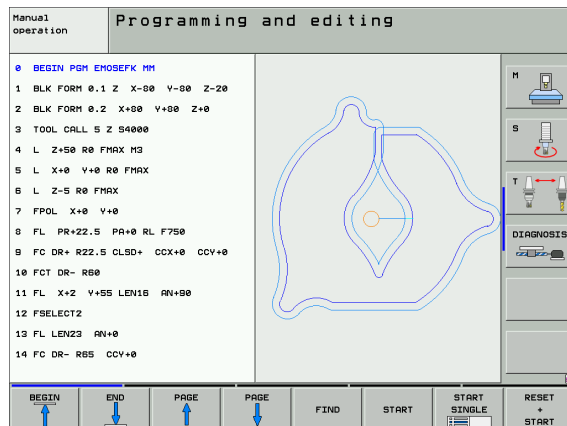 Manual
operation
Programming and editing
0 BEGIN PGM EMOSEFK MM
1 BLK FORM 0.1 Z X-80 Y-80 Z-20
2 BLK FORM 0.2 X+80 Y+80 Z+0
3 TOOL CALL 5 Z S4000
4 L Z+50 R0 FMAX M3
5 L X+0 Y+0 R0 FMAX
6 L Z-5 R0 FMAX
7 FPOL X+0 Y+0
8 FL PR+22.5 PA+0 RL F750
9 FC DR+ R22.5 CLSD+ CCX+0 CCY+0
10 FCT DR- R60
11 FL X+2 Y+55 LEN16 AN+90
12 FSELECT2
13 FL LEN23 AN+0
14 FC DR- R65 CCY+0
M
S
T
DIAGNOSIS
BEGIN
END
PAGE
PAGE
FIND
START
START
SINGLE
RESET
+
START